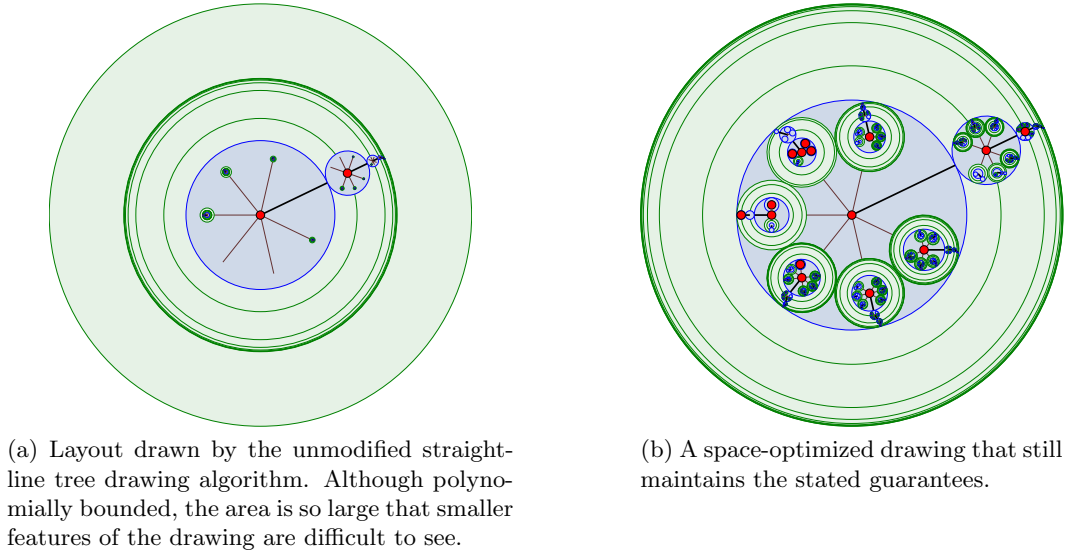 (a) Layout drawn by the unmodified straight-
line tree drawing algorithm. Although polyno-
mially bounded, the area is so large that smaller
features of the drawing are difficult to see.
(b) A space-optimized drawing that still
maintains the stated guarantees.